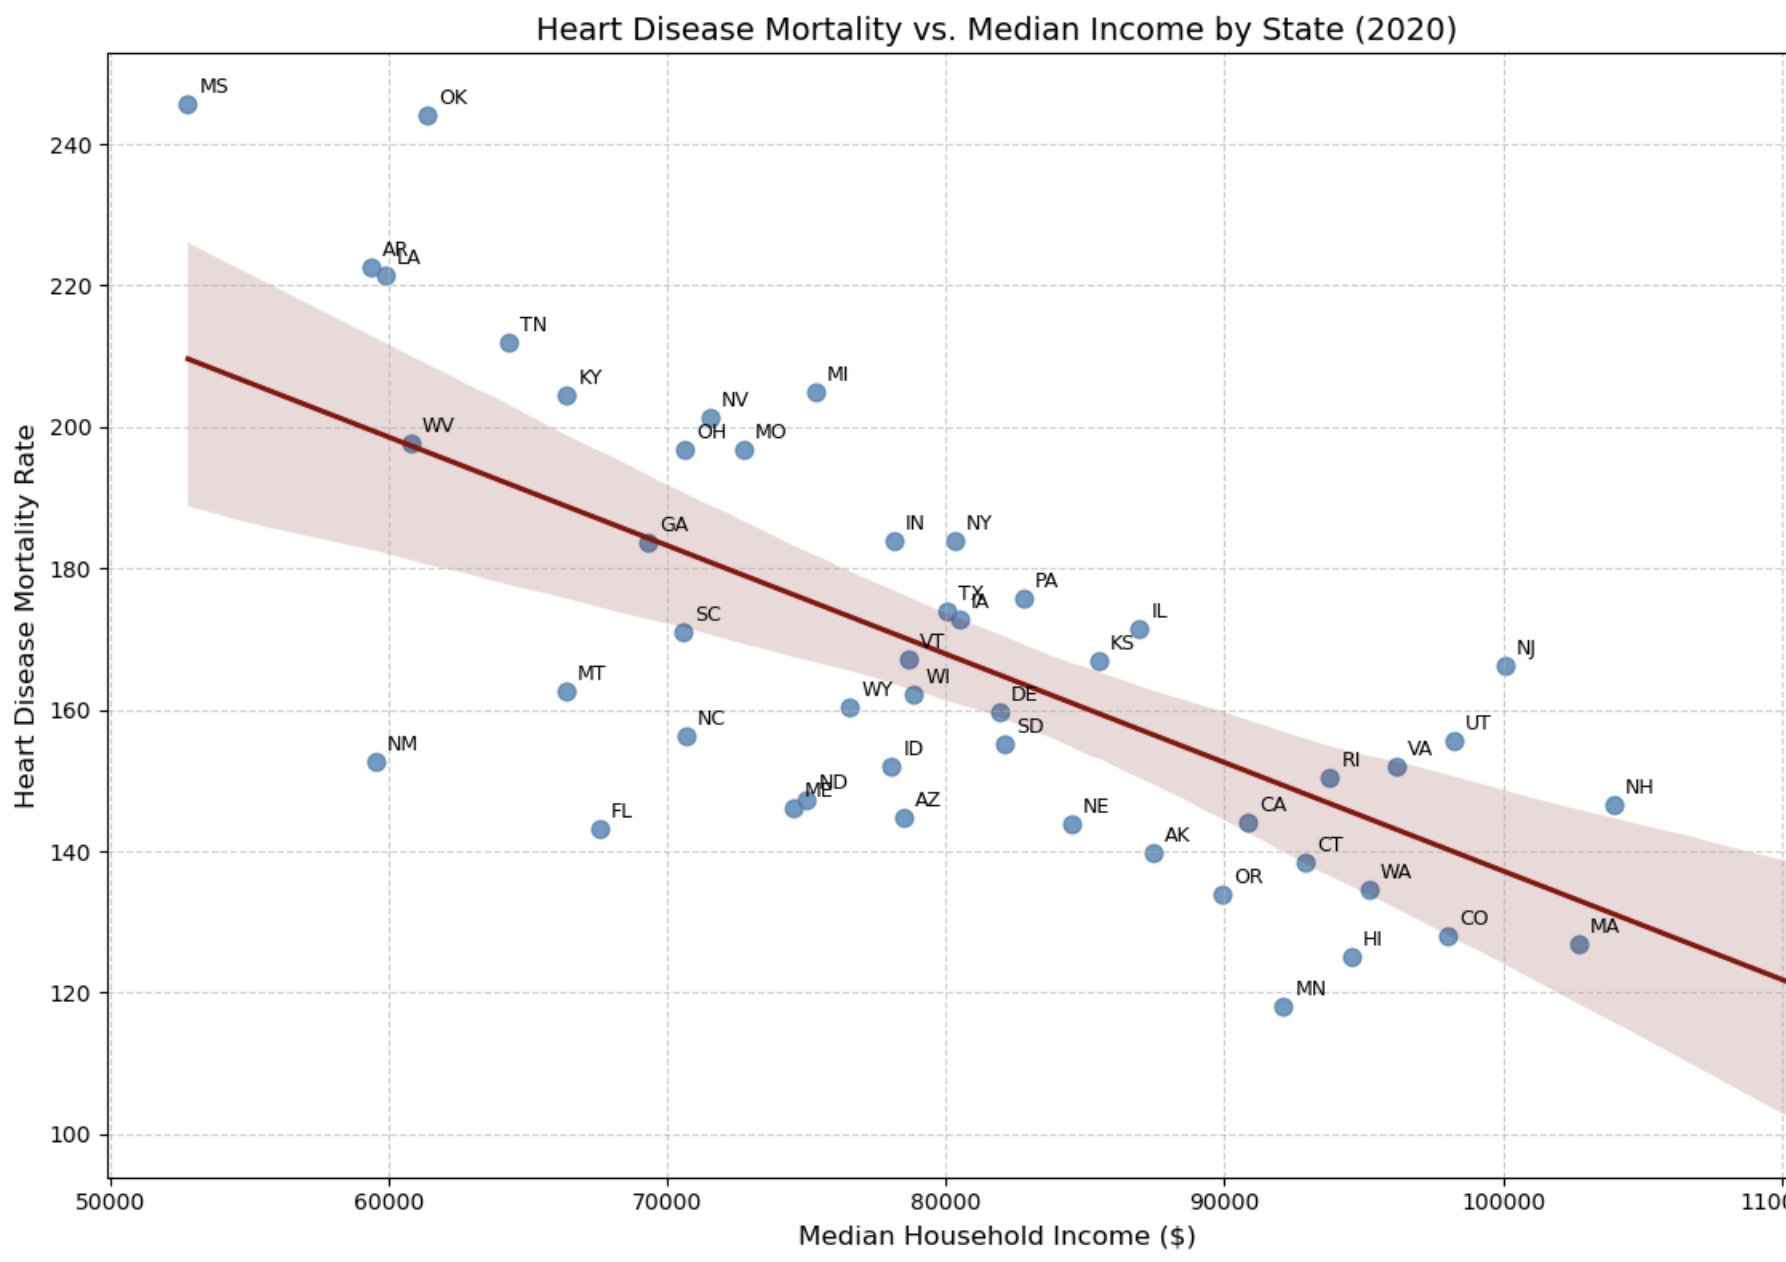 Heart Disease Mortality vs. Median Income by State (2020)
MS
OK
240
AR
LA
220
TN
KY
MI
NV
200
WV
OH
MO
GA
IN
NY
180
PA
TX
IA
SC
IL
VT
KS
NJ
MT
WI
WY
DE
160
NC
SD
UT
NM
ID
RI
VA
ME
ND
NH
AZ
NE
CA
FL
AK
140
CT
OR
WA
CO
MA
HI
120
MN
100
Heart Disease Mortality Rate
50000 60000 70000 80000 90000 100000 1100
Median Household Income ($)